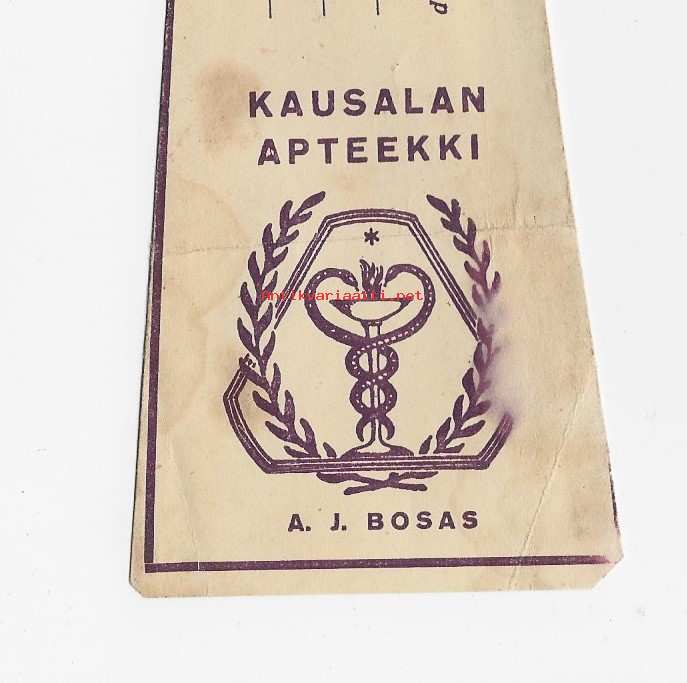 p
KAUSALAN
APTEEKKI
Antikvariaatti.net
A. J. BOSAS